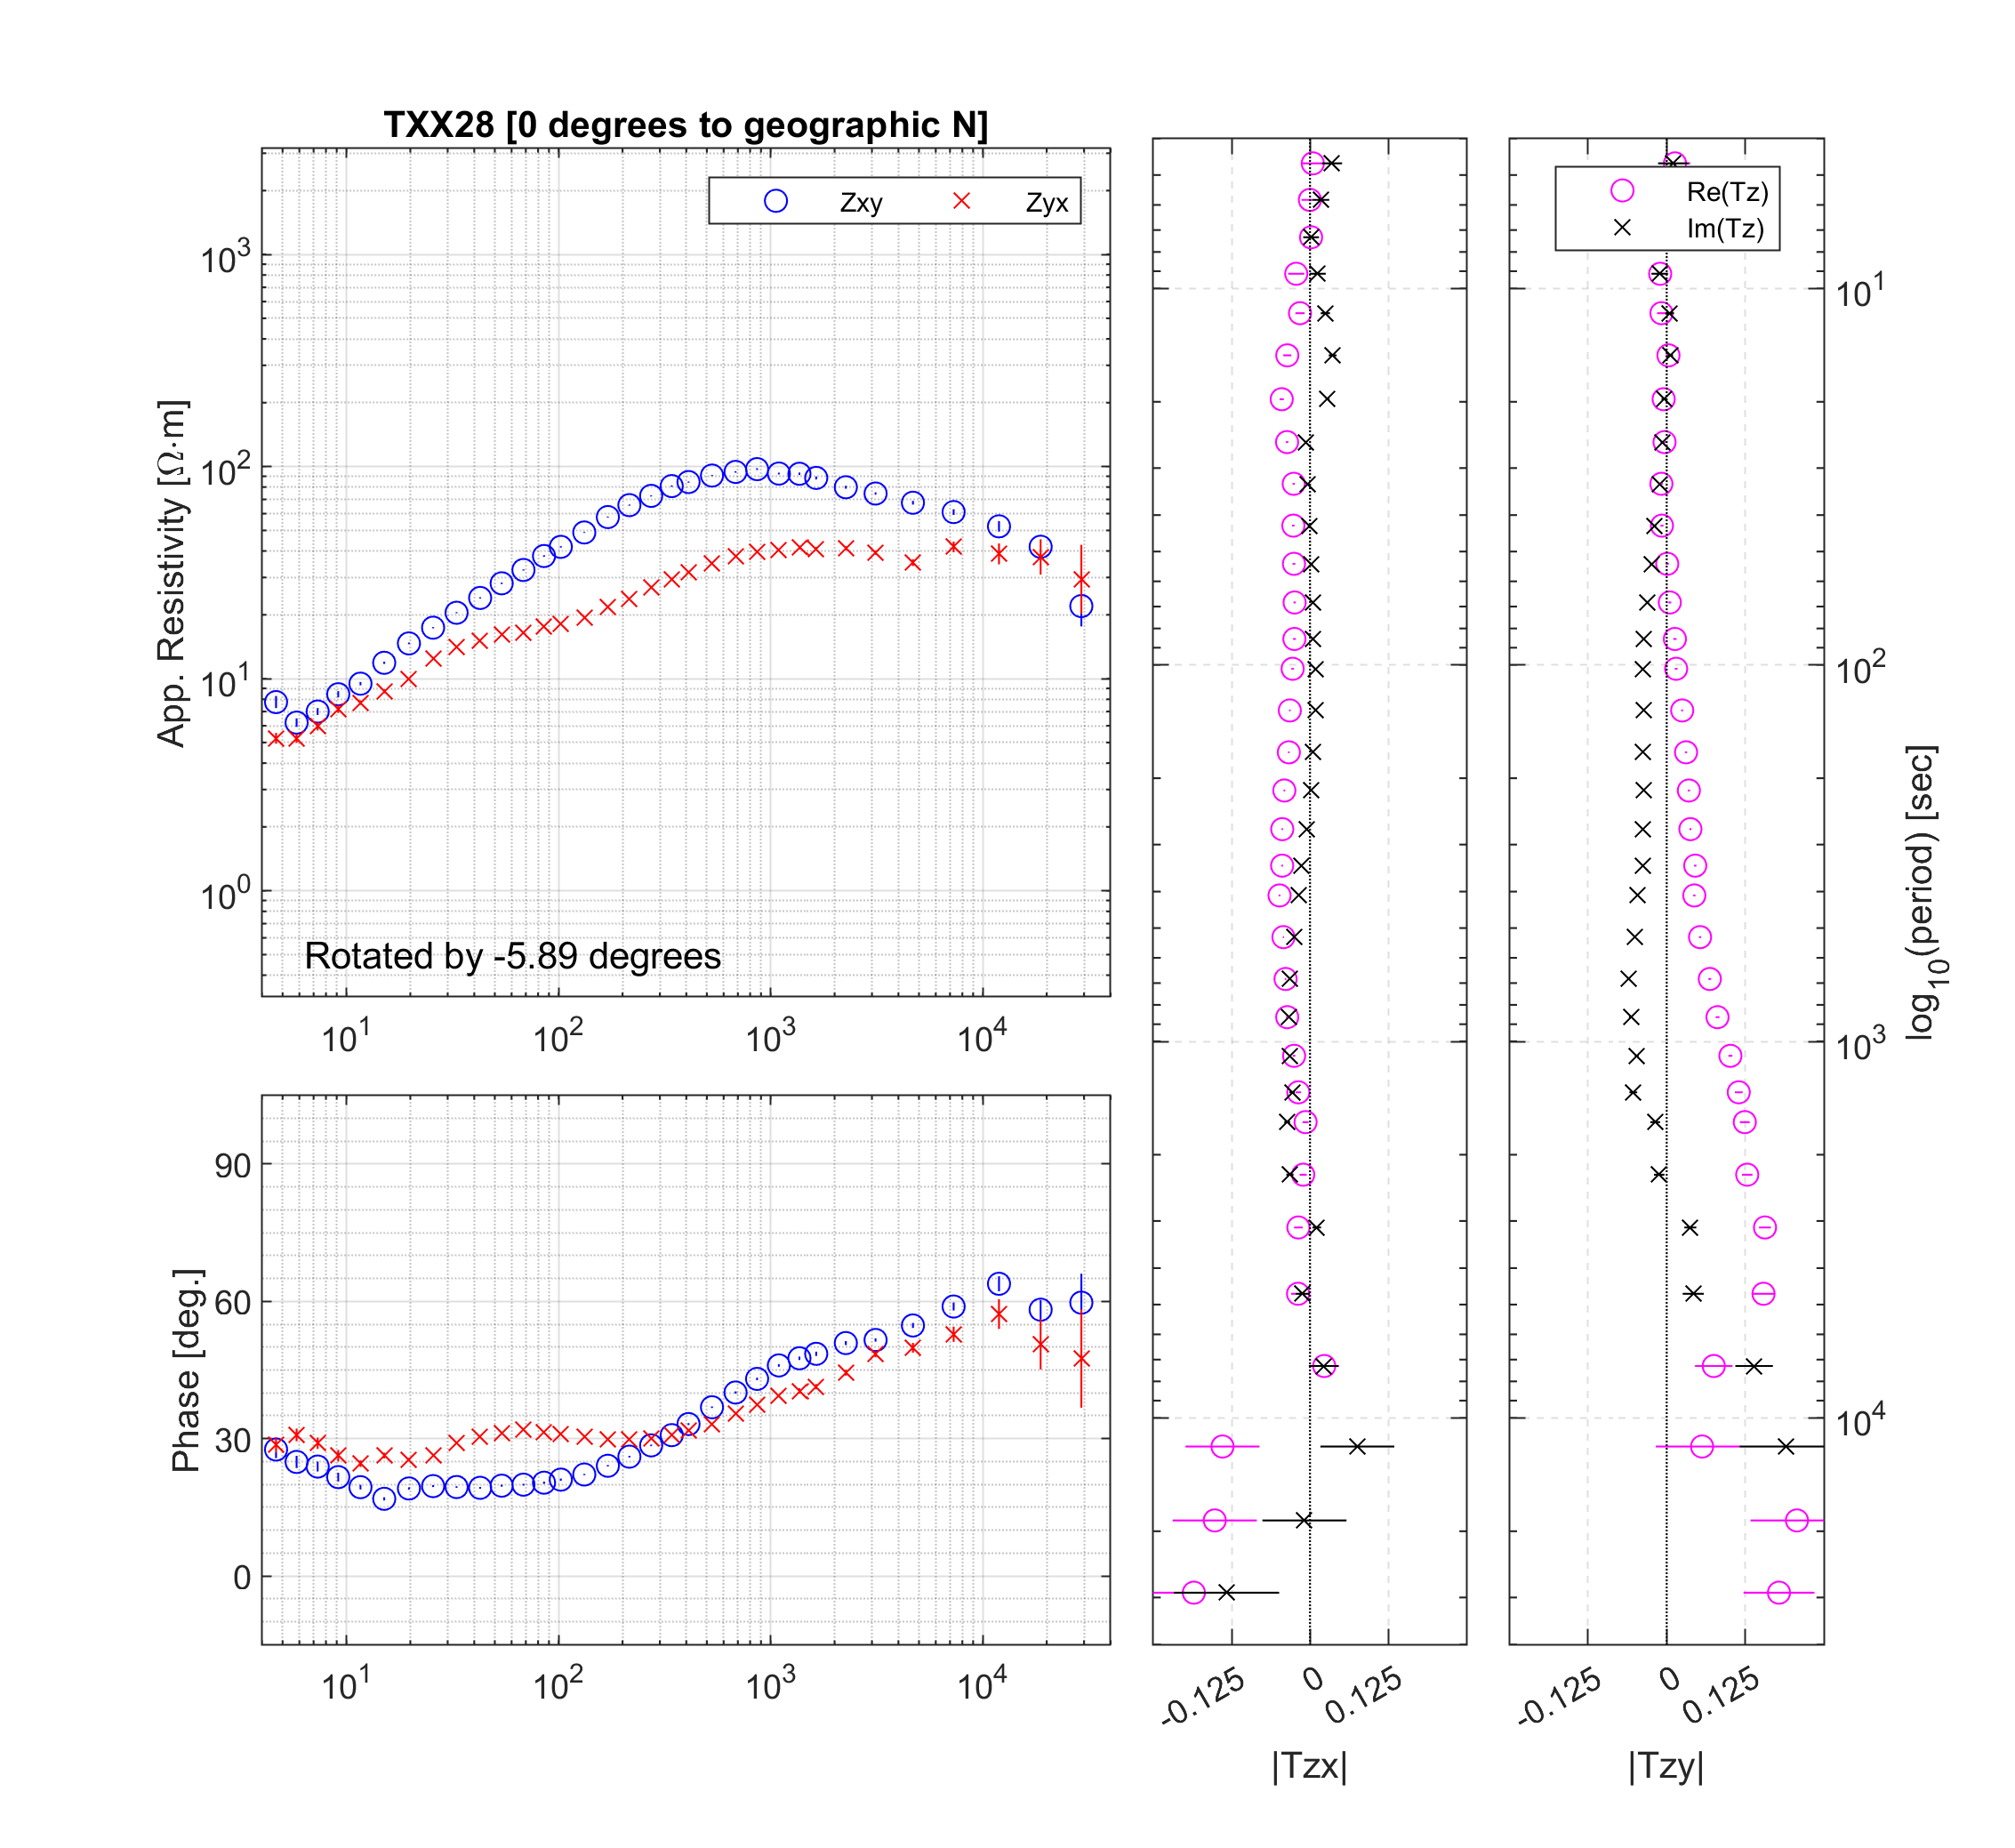 TXX28 [0 degrees to geographic N]
Zxy
Zyx
10^3
10^2
10^1
10^0
App. Resistivity [Ω·m]
Rotated by -5.89 degrees
10^1
10^2
10^3
10^4
90
60
30
0
Phase [deg.]
10^1
10^2
10^3
10^4
-0.125
0
0.125
|Tzx|
Re(Tz)
Im(Tz)
10^1
10^2
10^3
10^4
log_10(period) [sec]
-0.125
0
0.125
|Tzy|